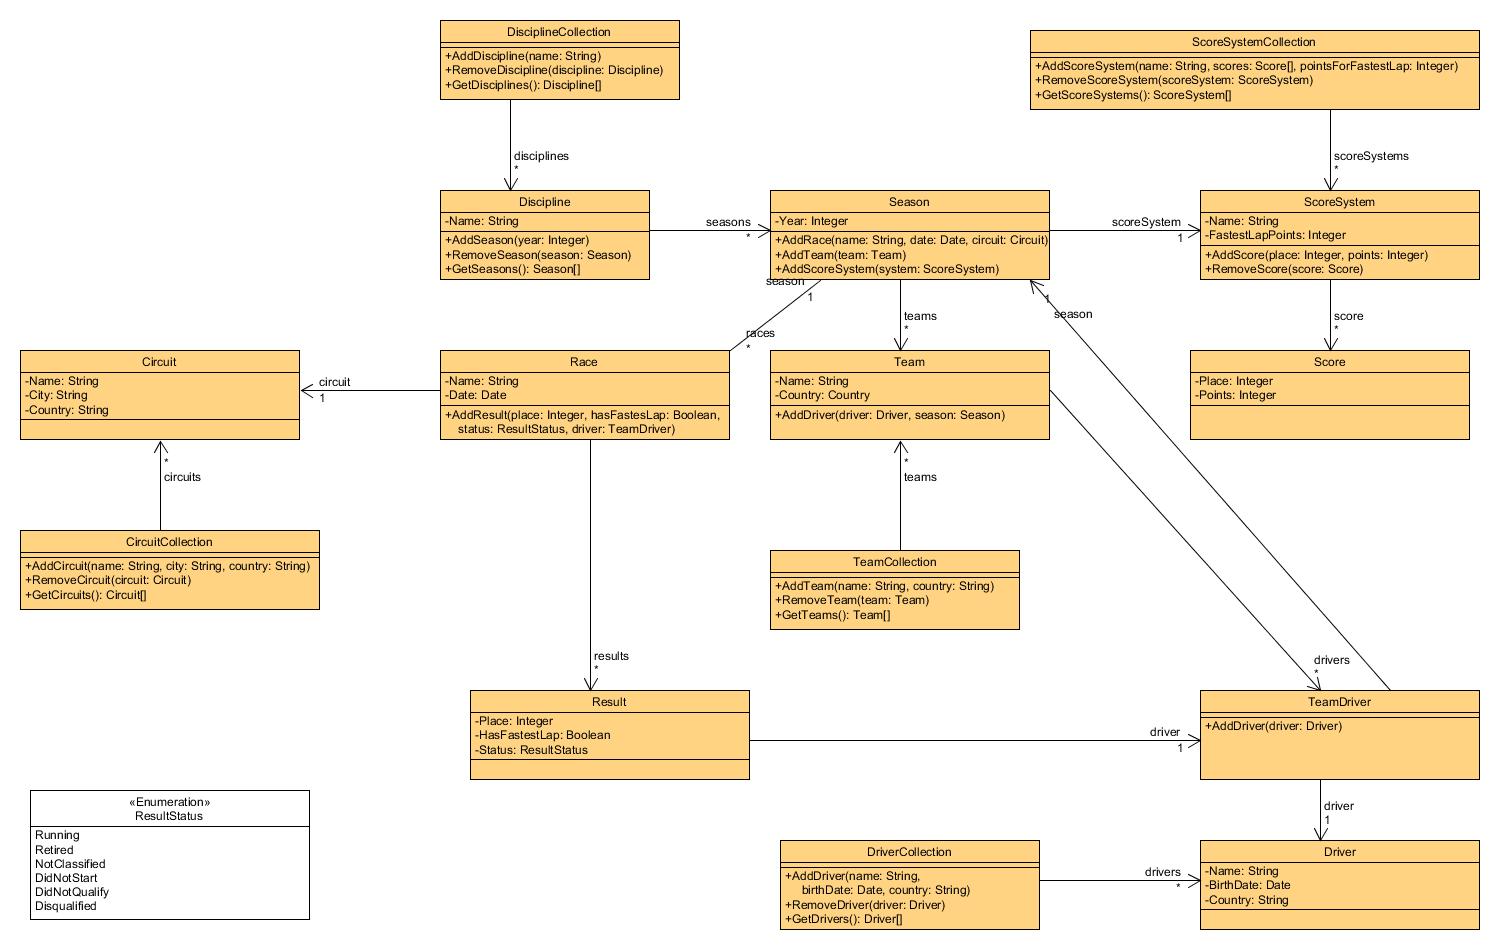 DisciplineCollection
+AddDiscipline(name: String)
+RemoveDiscipline(discipline: Discipline)
+GetDisciplines(): Discipline[]
ScoreSystemCollection
+AddScoreSystem(name: String, scores: Score[], pointsForFastestLap: Integer)
+RemoveScoreSystem(scoreSystem: ScoreSystem)
+GetScoreSystems(): ScoreSystem[]
disciplines
*
scoreSystems
*
Discipline
-Name: String
+AddSeason(year: Integer)
+RemoveSeason(season: Season)
+GetSeasons(): Season[]
seasons
*
Season
-Year: Integer
+AddRace(name: String, date: Date, circuit: Circuit)
+AddTeam(team: Team)
+AddScoreSystem(system: ScoreSystem)
scoreSystem
1
ScoreSystem
-Name: String
-FastestLapPoints: Integer
+AddScore(place: Integer, points: Integer)
+RemoveScore(score: Score)
season
1
races
*
teams
*
1
season
score
*
Circuit
-Name: String
-City: String
-Country: String
circuit
1
Race
-Name: String
-Date: Date
+AddResult(place: Integer, hasFastesLap: Boolean,
status: ResultStatus, driver: TeamDriver)
Team
-Name: String
-Country: Country
+AddDriver(driver: Driver, season: Season)
Score
-Place: Integer
-Points: Integer
*
circuits
*
teams
CircuitCollection
+AddCircuit(name: String, city: String, country: String)
+RemoveCircuit(circuit: Circuit)
+GetCircuits(): Circuit[]
TeamCollection
+AddTeam(name: String, country: String)
+RemoveTeam(team: Team)
+GetTeams(): Team[]
results
*
drivers
*
Result
-Place: Integer
-HasFastestLap: Boolean
-Status: ResultStatus
driver
1
TeamDriver
+AddDriver(driver: Driver)
«Enumeration»
ResultStatus
Running
Retired
NotClassified
DidNotStart
DidNotQualify
Disqualified
driver
1
DriverCollection
+AddDriver(name: String,
birthDate: Date, country: String)
+RemoveDriver(driver: Driver)
+GetDrivers(): Driver[]
drivers
*
Driver
-Name: String
-BirthDate: Date
-Country: String